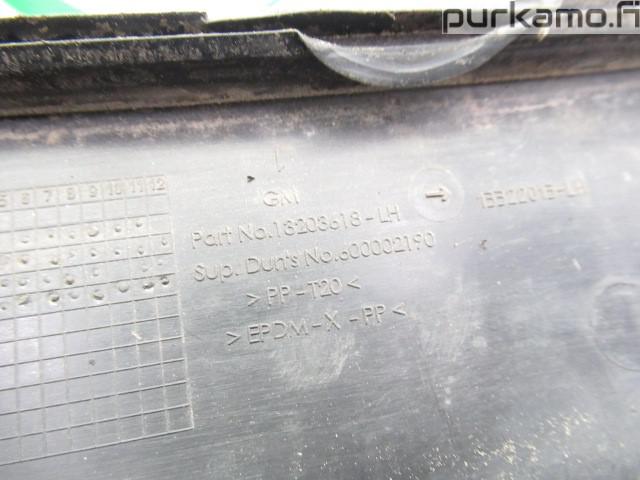 purkamo.fi
5 6 7 8 9 10 11 12
GM
Part No.13203618-LH
Sup. Dun's No.600002190
>PP-T20<
>EPDM-X-PP<